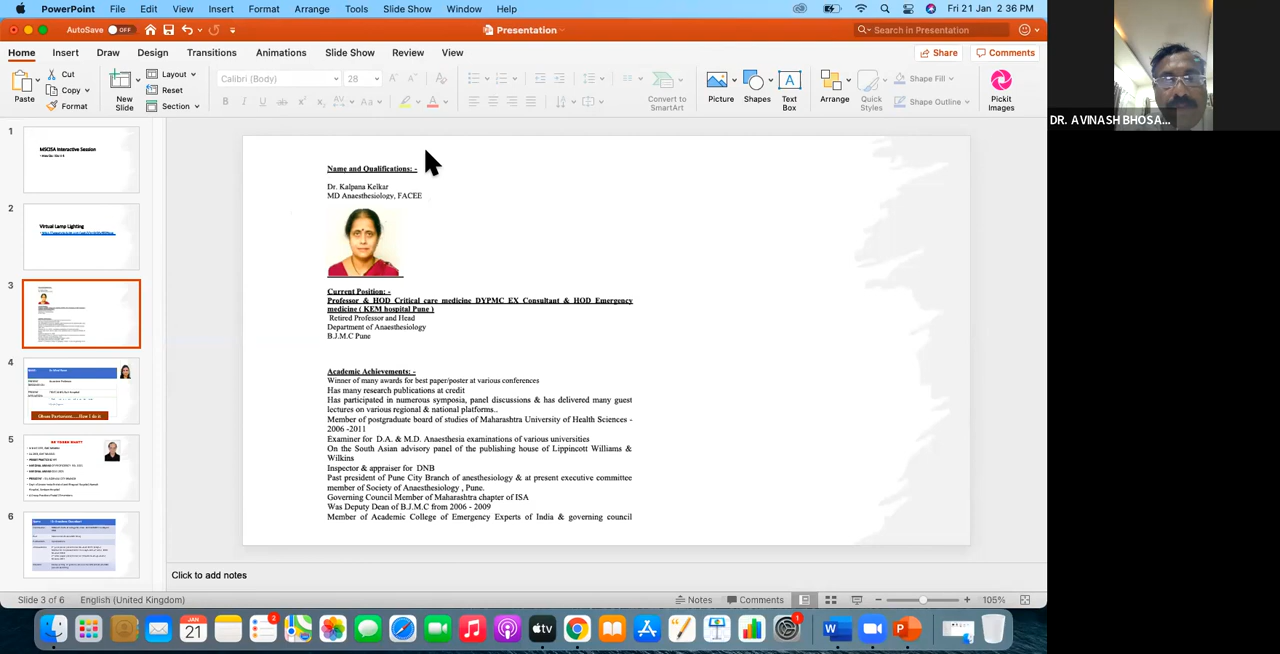 PowerPoint File Edit View Insert Format Arrange Tools Slide Show Window Help Fri 21 Jan 2:36 PM
AutoSave OFF Presentation Search in Presentation
Home Insert Draw Design Transitions Animations Slide Show Review View Share Comments
Paste Cut Copy Format New Slide Layout Reset Section Calibri (Body) 28 Convert to SmartArt Picture Shapes Text Box Arrange Quick Styles Shape Fill Shape Outline Pickit Images
DR. AVINASH BHOSA...
1
MSCISA Interactive Session
2
Virtual Lamp Lighting
3
4
5
6
Name and Qualifications: -
Dr. Kalpana Kelkar
MD Anaesthesiology, FACEE
Current Position: -
Professor & HOD Critical care medicine DYPMC EX Consultant & HOD Emergency
medicine ( KEM hospital Pune )
Retired Professor and Head
Department of Anaesthesiology
B.J.M.C Pune
Academic Achievements: -
Winner of many awards for best paper/poster at various conferences
Has many research publications at credit
Has participated in numerous symposia, panel discussions & has delivered many guest
lectures on various regional & national platforms..
Member of postgraduate board of studies of Maharashtra University of Health Sciences -
2006 -2011
Examiner for D.A. & M.D. Anaesthesia examinations of various universities
On the South Asian advisory panel of the publishing house of Lippincott Williams &
Wilkins
Inspector & appraiser for DNB
Past president of Pune City Branch of anesthesiology & at present executive committee
member of Society of Anaesthesiology , Pune.
Governing Council Member of Maharashtra chapter of ISA
Was Deputy Dean of B.J.M.C from 2006 - 2009
Member of Academic College of Emergency Experts of India & governing council
Click to add notes
Slide 3 of 6 English (United Kingdom) Notes Comments 105%
JAN
21
2
tv
1
W
P